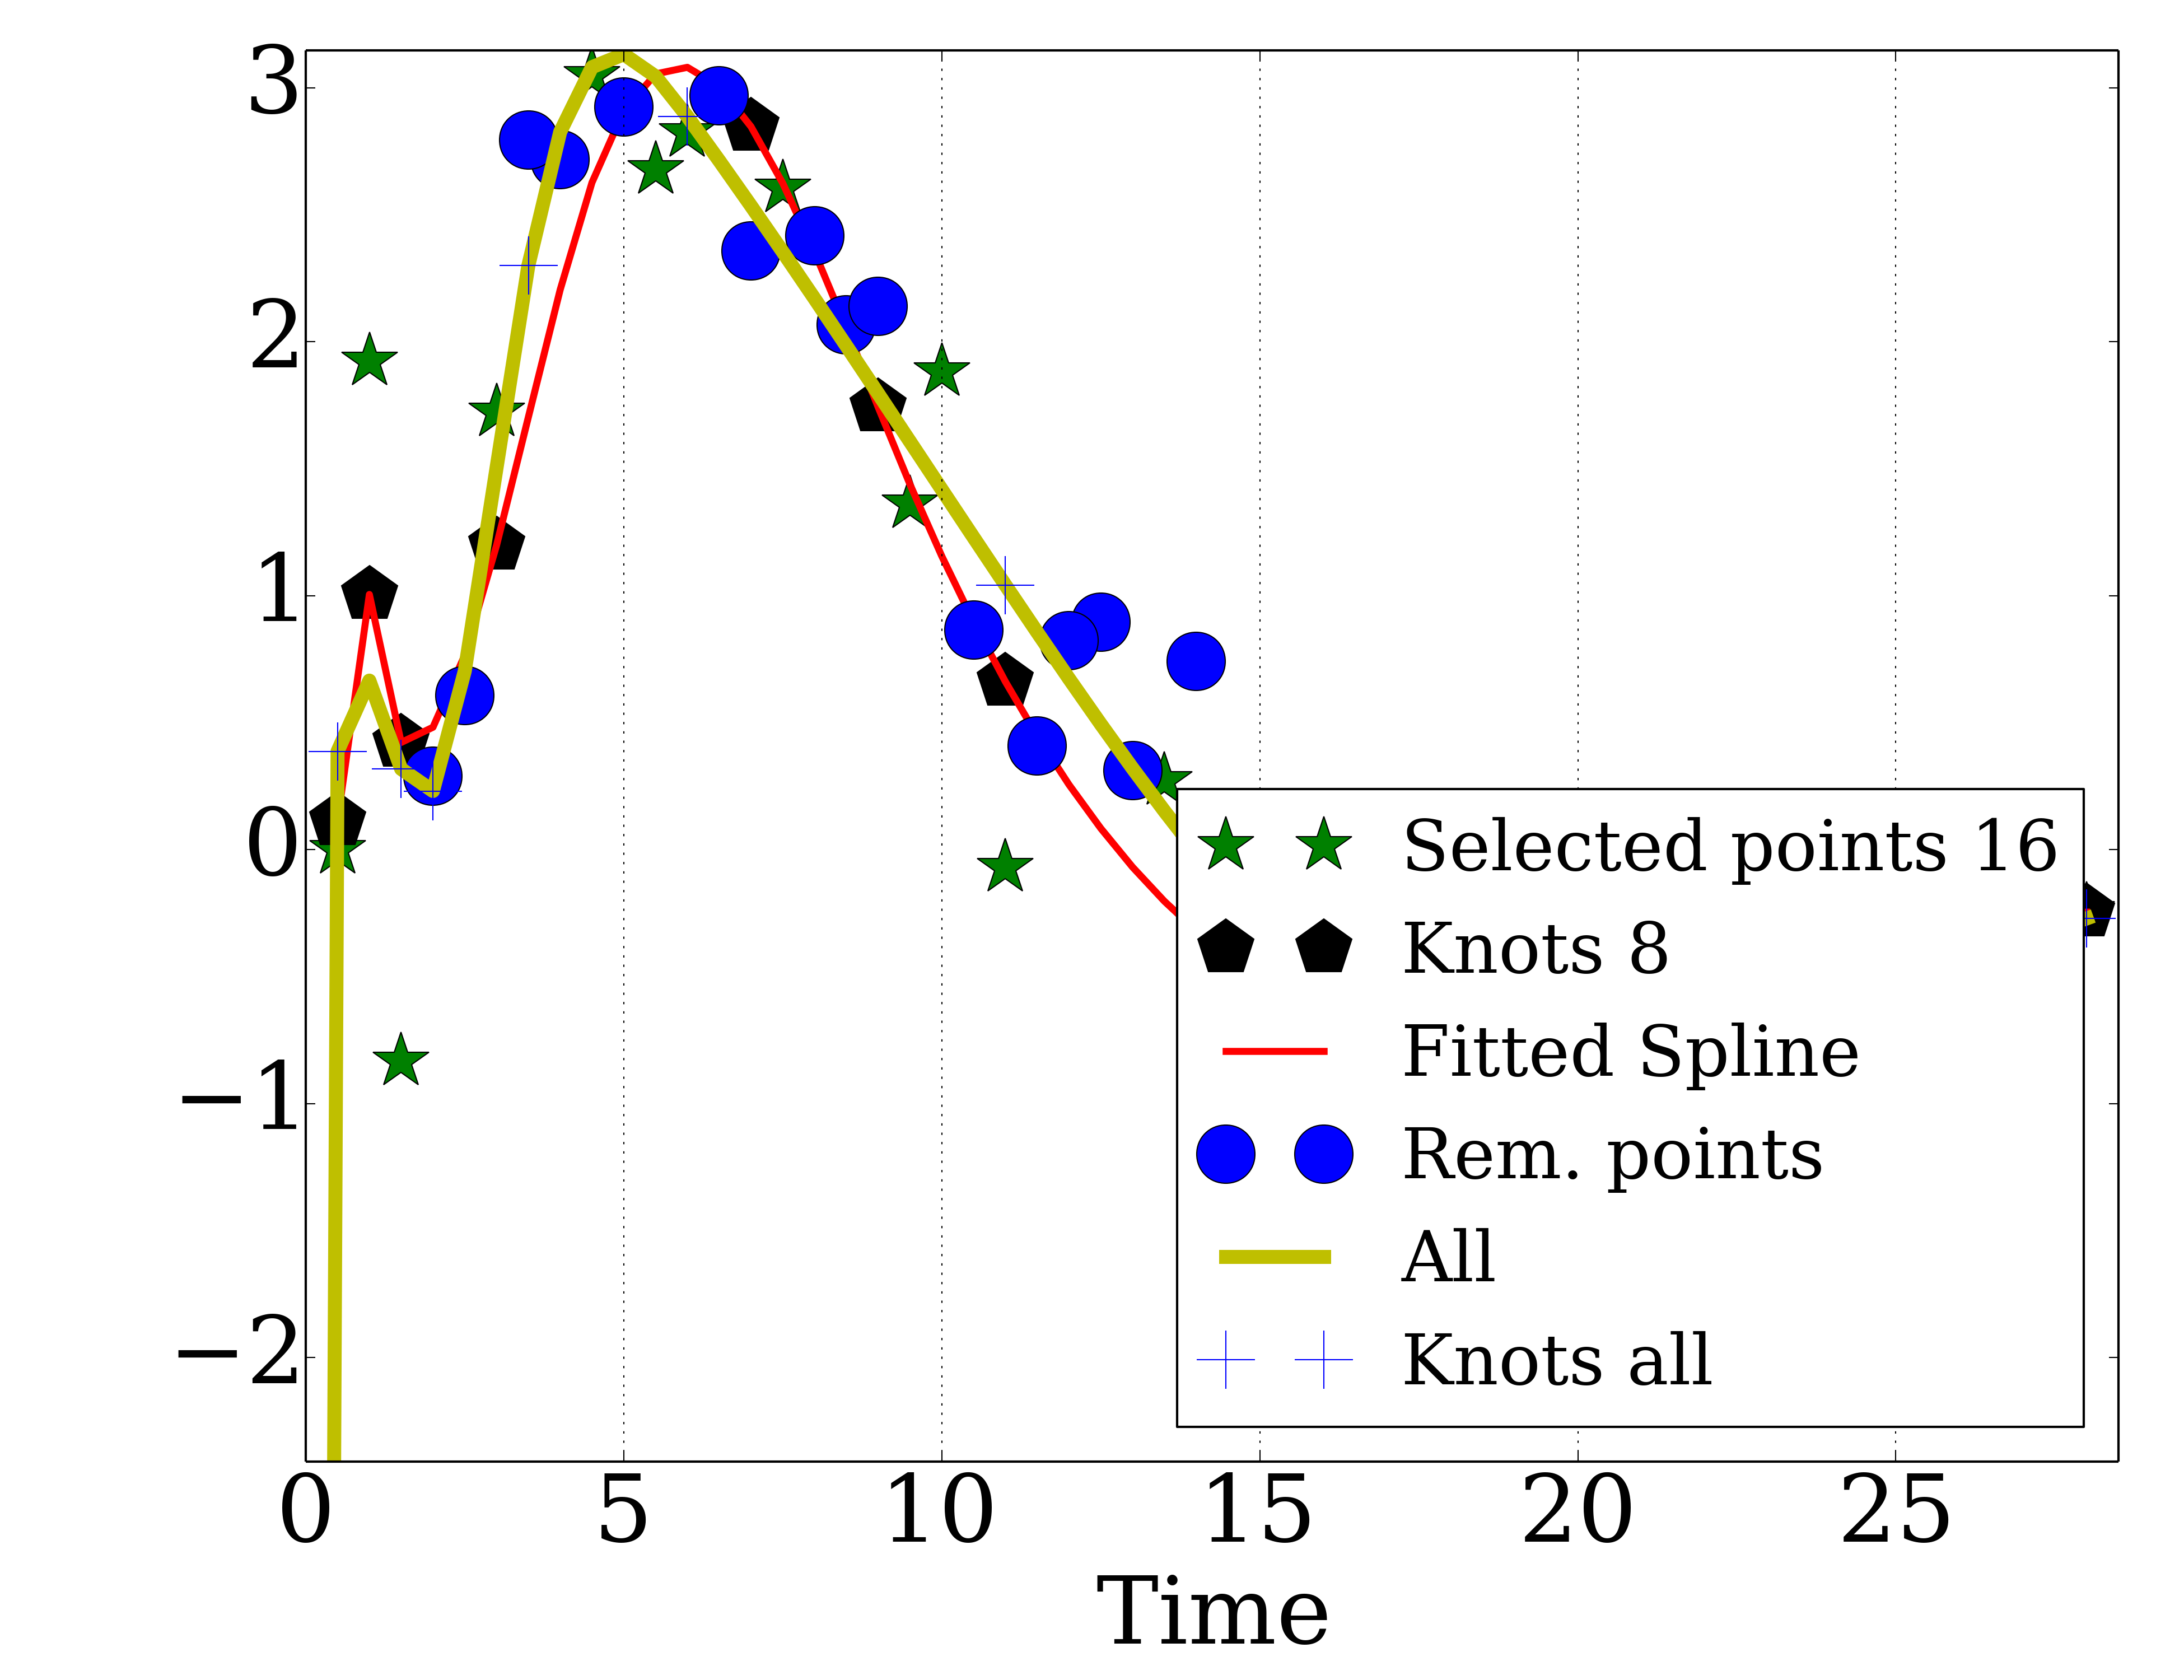 3
2
1
0
−1
−2
Selected points 16
Knots 8
Fitted Spline
Rem. points
All
Knots all
0 5 10 15 20 25
Time